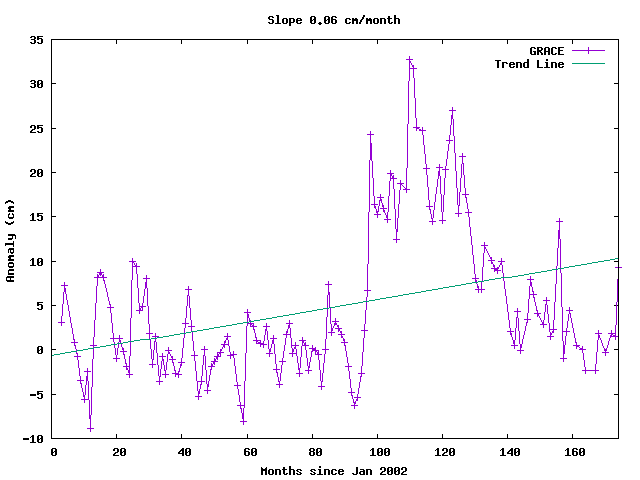 Slope 0.06 cm/month
GRACE
Trend Line
35
30
25
20
15
10
5
0
-5
-10
Anomaly (cm)
0 20 40 60 80 100 120 140 160
Months since Jan 2002